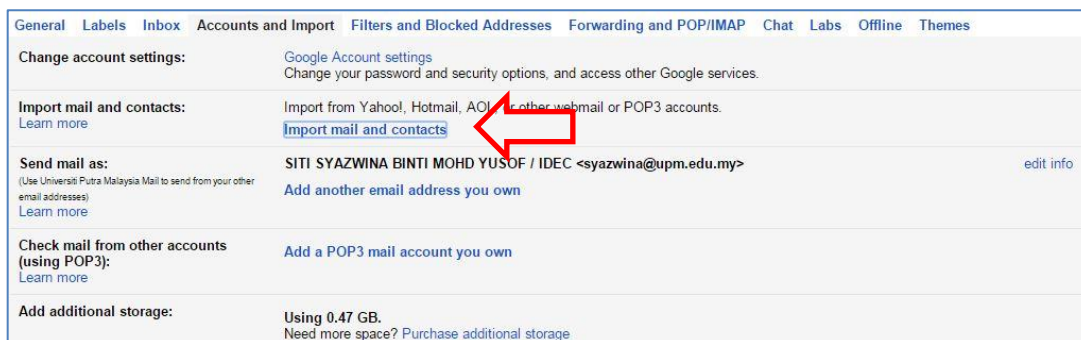 General Labels Inbox Accounts and Import Filters and Blocked Addresses Forwarding and POP/IMAP Chat Labs Offline Themes
Change account settings:
Google Account settings
Change your password and security options, and access other Google services.
Import mail and contacts:
Learn more
Import from Yahoo!, Hotmail, AOL, or other webmail or POP3 accounts.
Import mail and contacts
Send mail as:
(Use Universiti Putra Malaysia Mail to send from your other
email addresses)
Learn more
SITI SYAZWINA BINTI MOHD YUSOF / IDEC <syazwina@upm.edu.my>
edit info
Add another email address you own
Check mail from other accounts
(using POP3):
Learn more
Add a POP3 mail account you own
Add additional storage:
Using 0.47 GB.
Need more space? Purchase additional storage